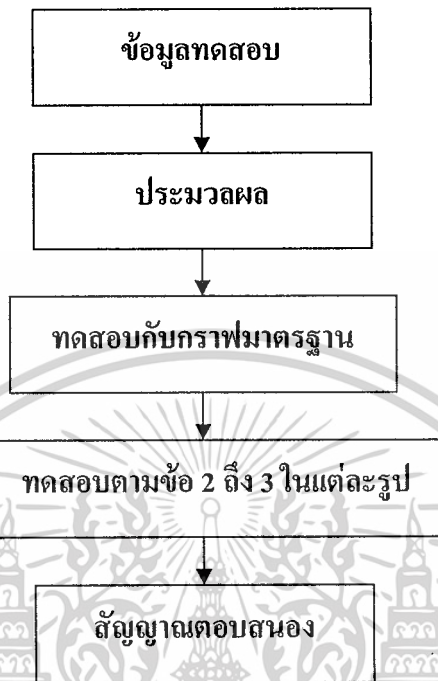 ข้อมูลทดสอบ
ประมวลผล
ทดสอบกับกราฟมาตรฐาน
ทดสอบตามข้อ 2 ถึง 3 ในแต่ละรูป
สัญญาณตอบสนอง